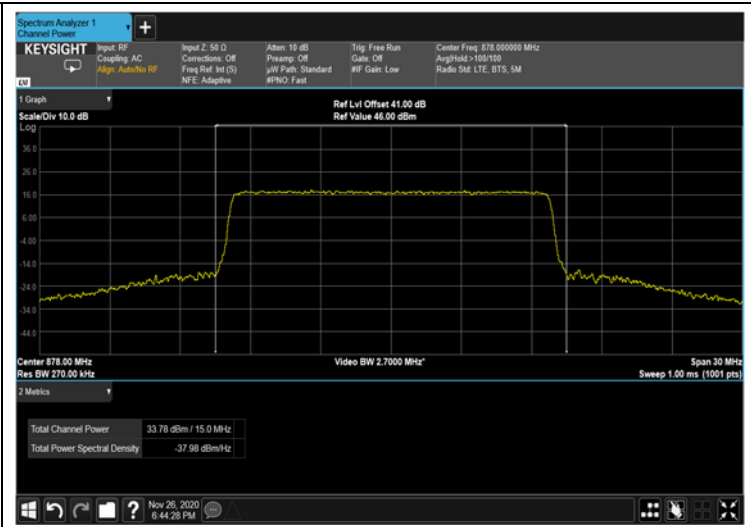 Spectrum Analyzer 1
Channel Power
+
KEYSIGHT
LXI
Input: RF
Coupling: AC
Align: Auto/No RF
Input Z: 50 Ω
Corrections: Off
Freq Ref: Int (S)
NFE: Adaptive
Atten: 10 dB
Preamp: Off
µW Path: Standard
#PNO: Fast
Trig: Free Run
Gate: Off
#IF Gain: Low
Center Freq: 878.000000 MHz
Avg|Hold:>100/100
Radio Std: LTE, BTS, 5M
1 Graph
Scale/Div 10.0 dB
Ref Lvl Offset 41.00 dB
Ref Value 46.00 dBm
Log
36.0
26.0
16.0
6.00
-4.00
-14.0
-24.0
-34.0
-44.0
Center 878.00 MHz
Video BW 2.7000 MHz*
Span 30 MHz
Res BW 270.00 kHz
Sweep 1.00 ms (1001 pts)
2 Metrics
Total Channel Power 33.78 dBm / 15.0 MHz
Total Power Spectral Density -37.98 dBm/Hz
?
Nov 26, 2020
6:44:28 PM